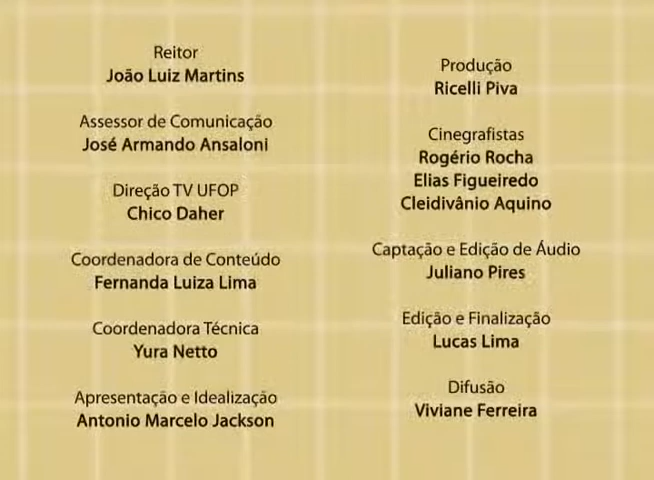 Reitor
João Luiz Martins
Assessor de Comunicação
José Armando Ansaloni
Direção TV UFOP
Chico Daher
Coordenadora de Conteúdo
Fernanda Luiza Lima
Coordenadora Técnica
Yura Netto
Apresentação e Idealização
Antonio Marcelo Jackson
Produção
Ricelli Piva
Cinegrafistas
Rogério Rocha
Elias Figueiredo
Cleidivânio Aquino
Captação e Edição de Áudio
Juliano Pires
Edição e Finalização
Lucas Lima
Difusão
Viviane Ferreira